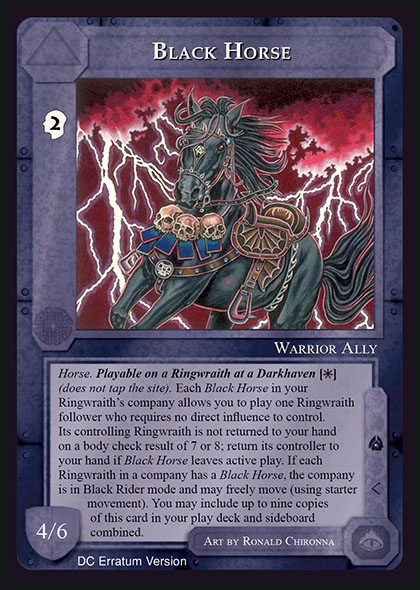 BLACK HORSE
2
WARRIOR ALLY
Horse. Playable on a Ringwraith at a Darkhaven [✳]
(does not tap the site). Each Black Horse in your
Ringwraith's company allows you to play one Ringwraith
follower who requires no direct influence to control.
Its controlling Ringwraith is not returned to your hand
on a body check result of 7 or 8; return its controller to
your hand if Black Horse leaves active play. If each
Ringwraith in a company has a Black Horse, the company
is in Black Rider mode and may freely move (using starter
movement). You may include up to nine copies
of this card in your play deck and sideboard
combined.
4/6
ART BY RONALD CHIRONNA
DC Erratum Version